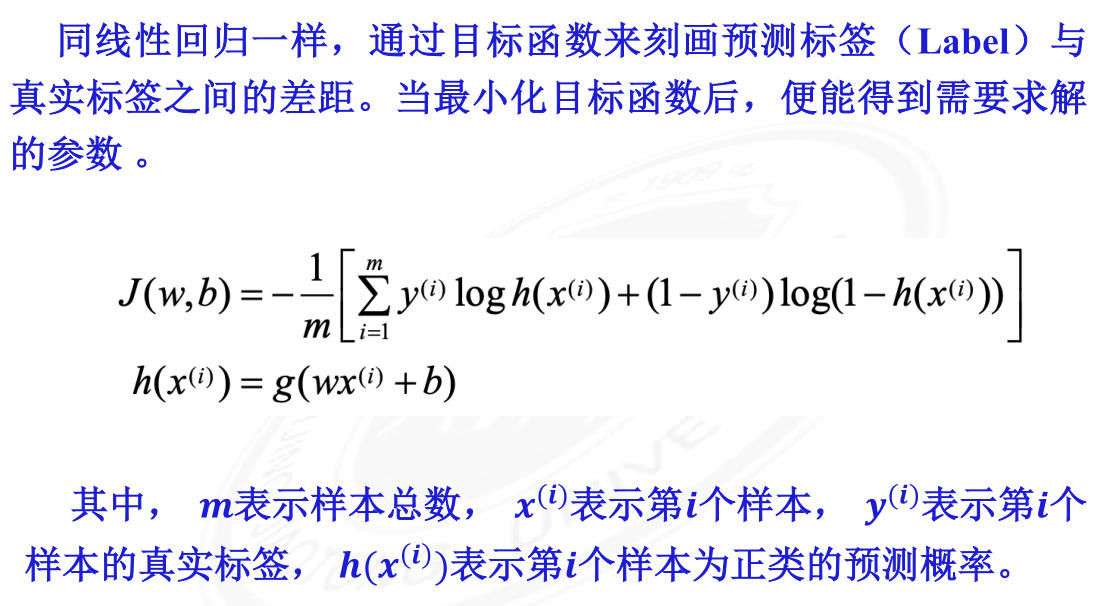 同线性回归一样，通过目标函数来刻画预测标签（Label）与
真实标签之间的差距。当最小化目标函数后，便能得到需要求解
的参数 。
J(w,b) = −1/m [∑_{i=1}^{m} y⁽ⁱ⁾ log h(x⁽ⁱ⁾) + (1 − y⁽ⁱ⁾) log(1 − h(x⁽ⁱ⁾))]
h(x⁽ⁱ⁾) = g(wx⁽ⁱ⁾ + b)
其中， m表示样本总数， x⁽ⁱ⁾表示第i个样本， y⁽ⁱ⁾表示第i个
样本的真实标签， h(x⁽ⁱ⁾)表示第i个样本为正类的预测概率。